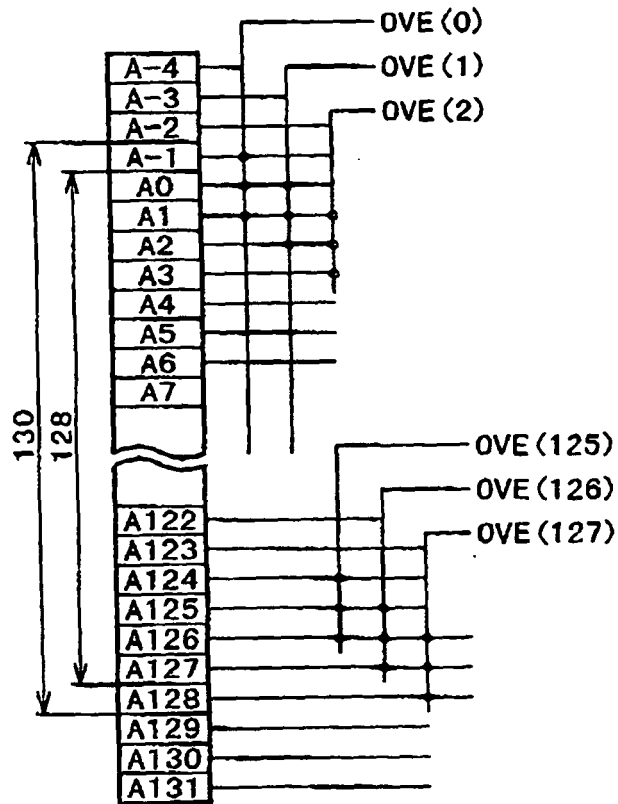 OVE(0)
A-4
OVE(1)
A-3
OVE(2)
A-2
A-1
A0
A1
A2
A3
A4
A5
A6
A7
130
128
OVE(125)
OVE(126)
A122
OVE(127)
A123
A124
A125
A126
A127
A128
A129
A130
A131